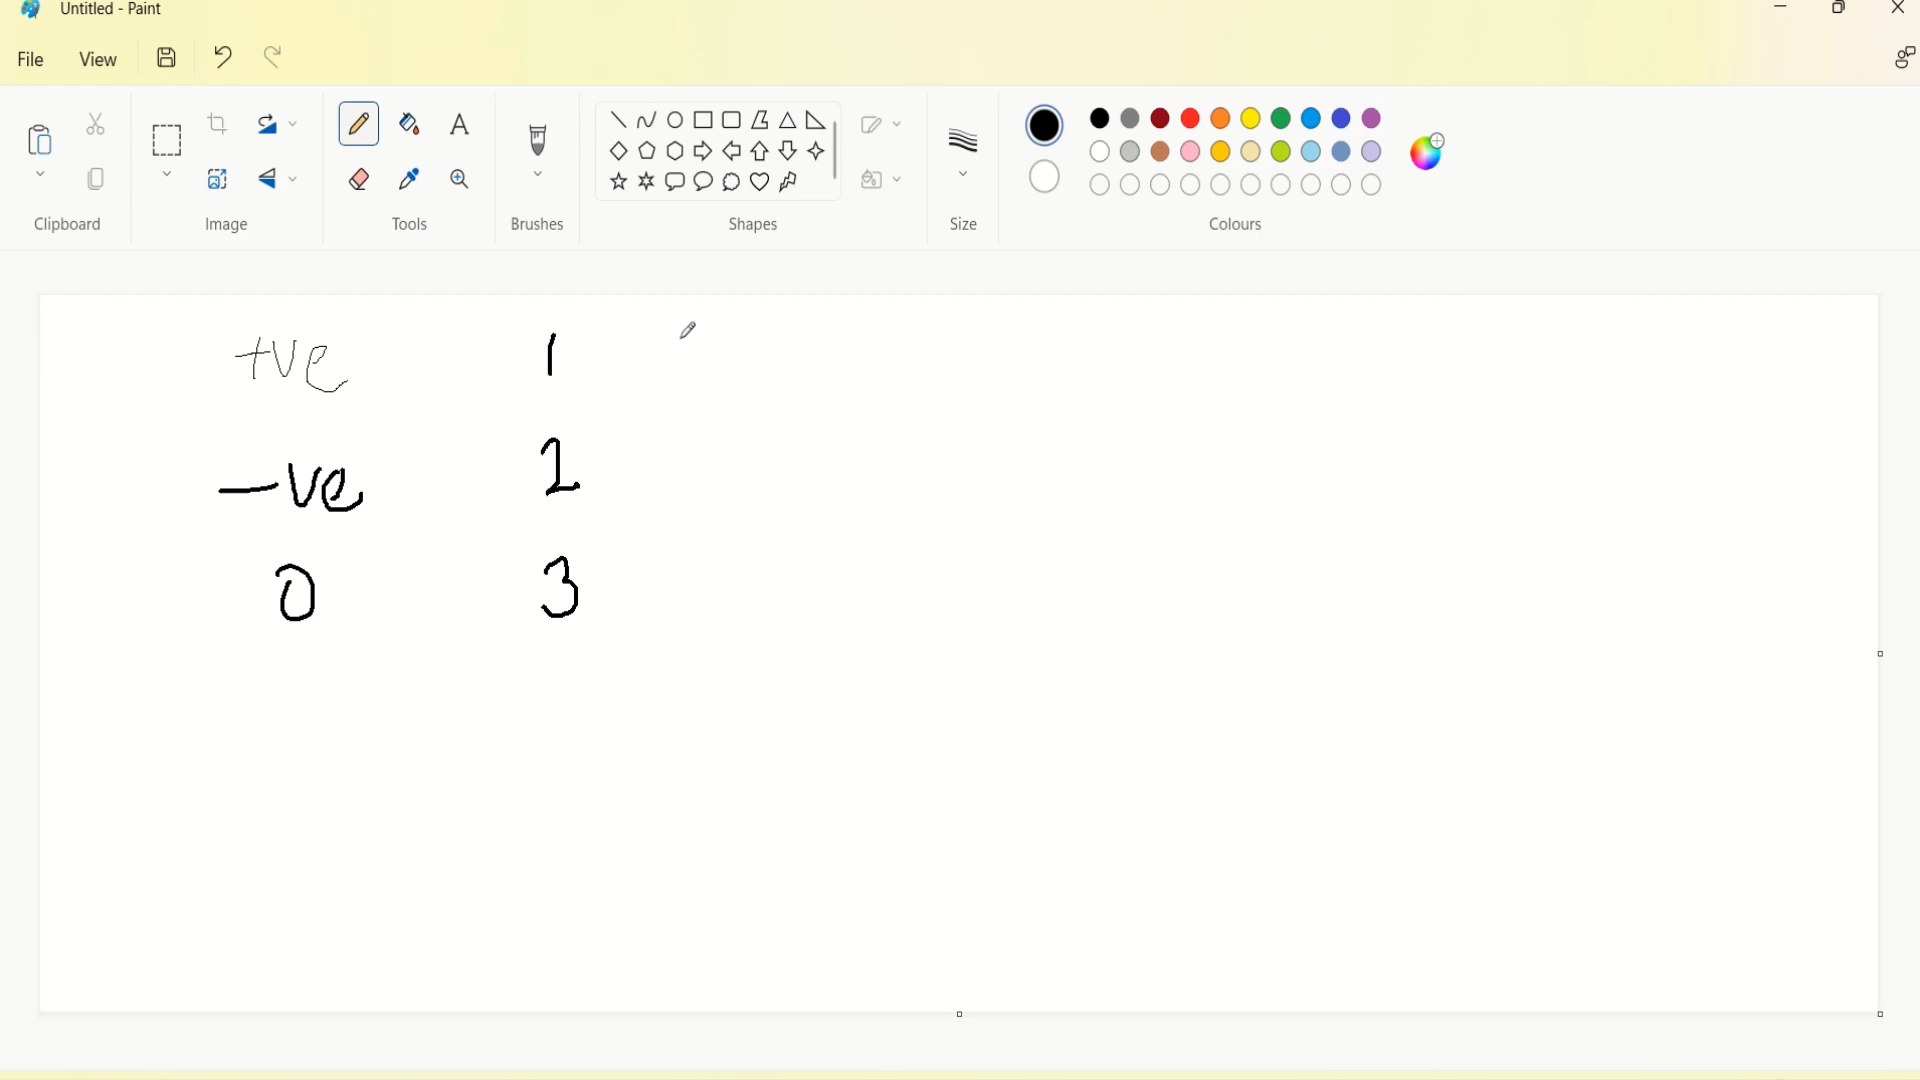 Untitled - Paint
File View
Clipboard Image Tools Brushes Shapes Size Colours
+ve 1
-ve 2
0 3